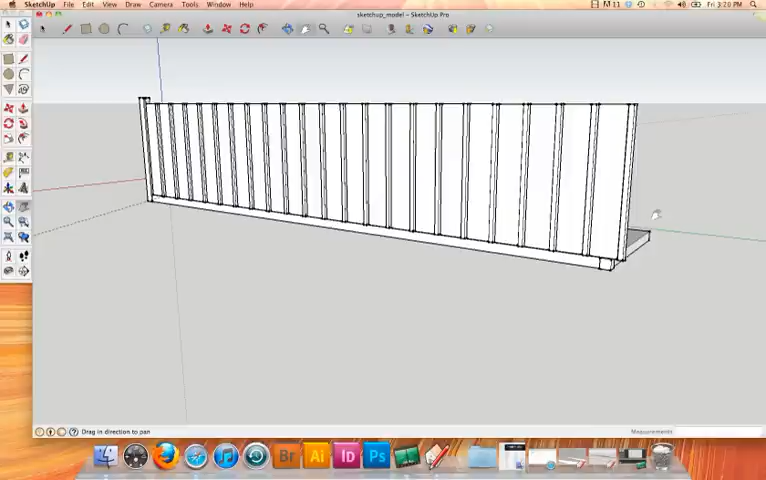 SketchUp File Edit View Draw Camera Tools Window Help
11 Fri 3:20 PM
sketchup_model – SketchUp Pro
Drag in direction to pan
Measurements
Br Ai Id Ps